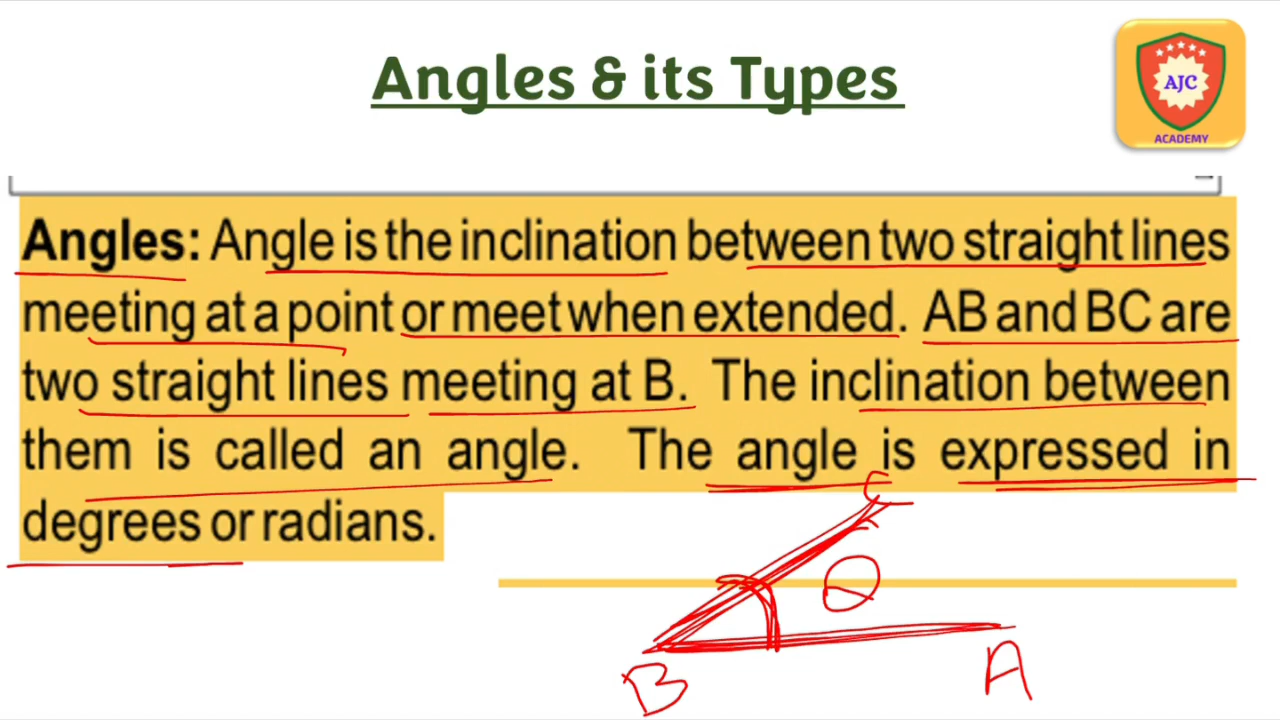 Angles & its Types
AJC
ACADEMY
Angles: Angle is the inclination between two straight lines
meeting at a point or meet when extended. AB and BC are
two straight lines meeting at B. The inclination between
them is called an angle. The angle is expressed in
degrees or radians.
C
θ
B
A